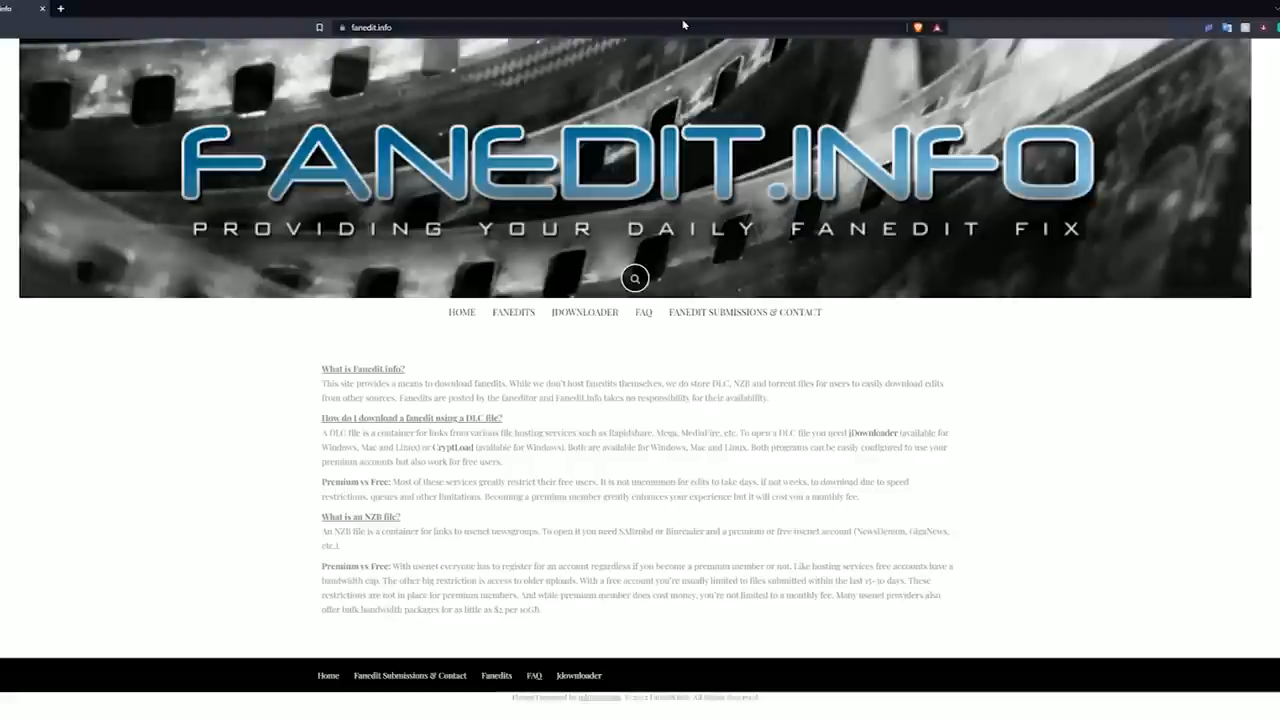 info
fanedit.info
FANEDIT.INFO
PROVIDING YOUR DAILY FANEDIT FIX
HOME FANEDITS JDOWNLOADER FAQ FANEDIT SUBMISSIONS & CONTACT
What is Fanedit.info?
This site provides a means to download fanedits. While we don't host fanedits themselves, we do store DLC, NZB and torrent files for users to easily download edits
from other sources. Fanedits are posted by the faneditor and Fanedit.Info takes no responsibility for their availability.
How do I download a fanedit using a DLC file?
A DLC file is a container for links from various file hosting services such as RapidShare, Mega, MediaFire, etc. To open a DLC file you need jDownloader (available for
Windows, Mac and Linux) or CryptLoad (available for Windows). Both are available for Windows, Mac and Linux. Both programs can be easily configured to use your
premium accounts but also work for free users.
Premium vs Free: Most of these services greatly restrict their free users. It is not uncommon for edits to take days, if not weeks, to download due to speed
restrictions, queues and other limitations. Becoming a premium member greatly enhances your experience but it will cost you a monthly fee.
What is an NZB file?
An NZB file is a container for links to usenet newsgroups. To open it you need SABnzbd or Binreader and a premium or free usenet account (NewsDemon, GigaNews,
etc.).
Premium vs Free: With usenet everyone has to register for an account regardless if you become a premium member or not. Like hosting services free accounts have a
bandwidth cap. The other big restriction is access to older uploads. With a free account you're usually limited to files submitted within the last 15-30 days. These
restrictions are not in place for premium members. And while premium member does cost money, you're not limited to a monthly fee. Many usenet providers also
offer bulk bandwidth packages for as little as $2 per 10GB.
Home Fanedit Submissions & Contact Fanedits FAQ Jdownloader